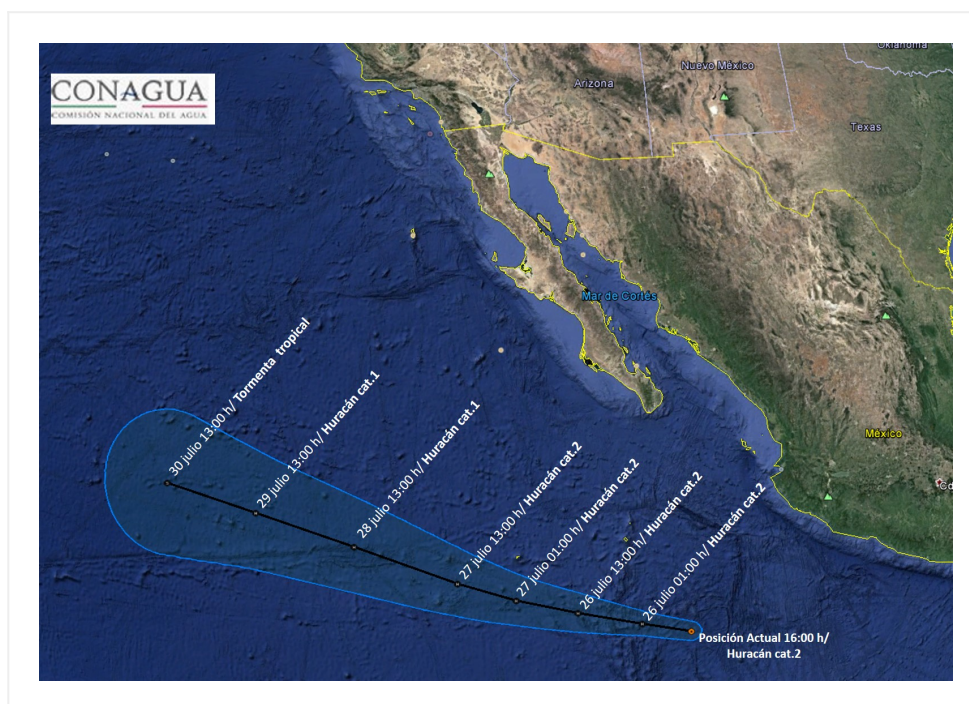 CONAGUA
COMISIÓN NACIONAL DEL AGUA
Oklahoma
Nuevo México
Arizona
Texas
Mar de Cortés
México
30 julio 13:00 h/ Tormenta tropical
29 julio 13:00 h/ Huracán cat.1
28 julio 13:00 h/ Huracán cat.1
27 julio 13:00 h/ Huracán cat.2
27 julio 01:00 h/ Huracán cat.2
26 julio 13:00 h/ Huracán cat.2
26 julio 01:00 h/ Huracán cat.2
Posición Actual 16:00 h/
Huracán cat.2